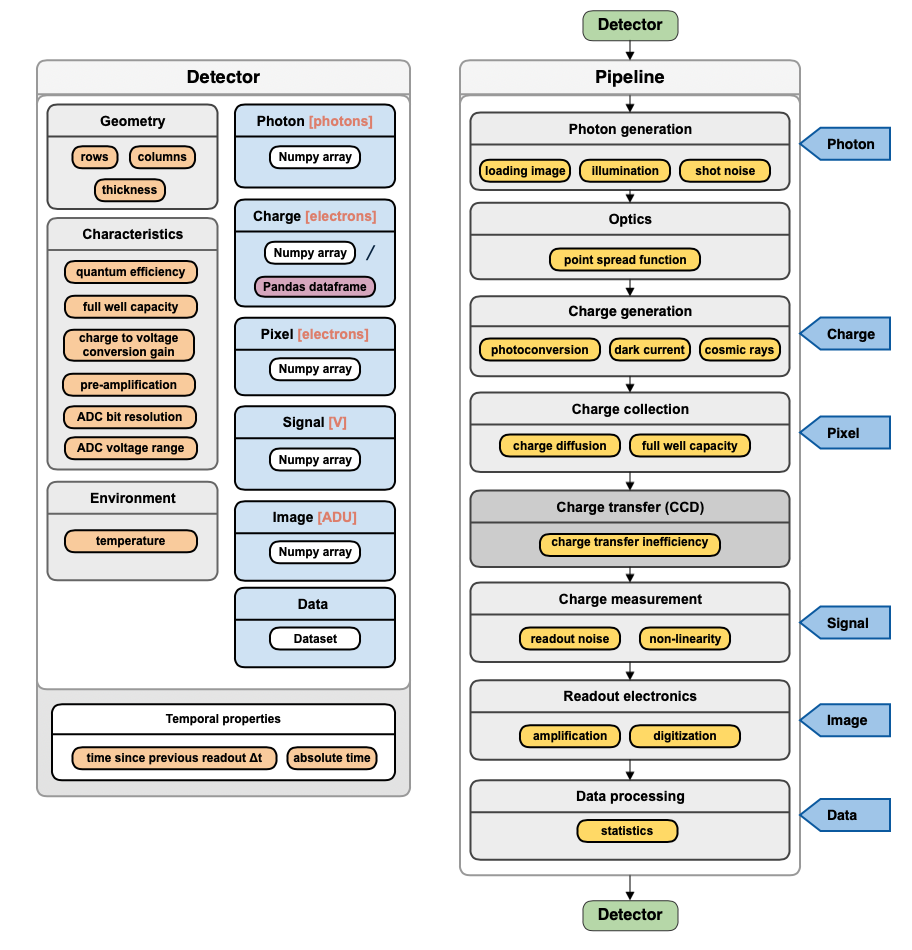 Detector
Geometry
rows
columns
thickness
Characteristics
quantum efficiency
full well capacity
charge to voltage
conversion gain
pre-amplification
ADC bit resolution
ADC voltage range
Environment
temperature
Photon [photons]
Numpy array
Charge [electrons]
Numpy array /
Pandas dataframe
Pixel [electrons]
Numpy array
Signal [V]
Numpy array
Image [ADU]
Numpy array
Data
Dataset
Temporal properties
time since previous readout Δt
absolute time
Detector
Pipeline
Photon generation
loading image
illumination
shot noise
Photon
Optics
point spread function
Charge generation
photoconversion
dark current
cosmic rays
Charge
Charge collection
charge diffusion
full well capacity
Pixel
Charge transfer (CCD)
charge transfer inefficiency
Charge measurement
readout noise
non-linearity
Signal
Readout electronics
amplification
digitization
Image
Data processing
statistics
Data
Detector